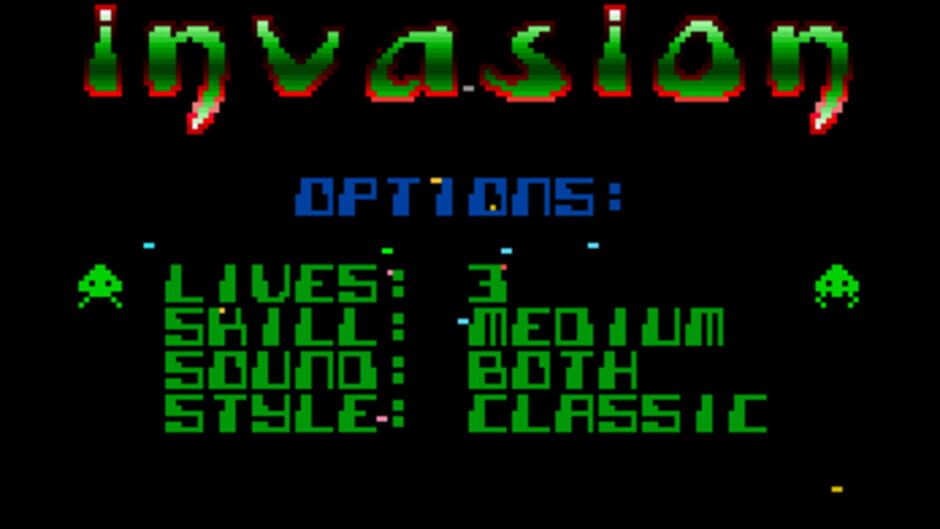 invasion
OPTIONS:
LIVES: 3
SKILL: MEDIUM
SOUND: BOTH
STYLE: CLASSIC